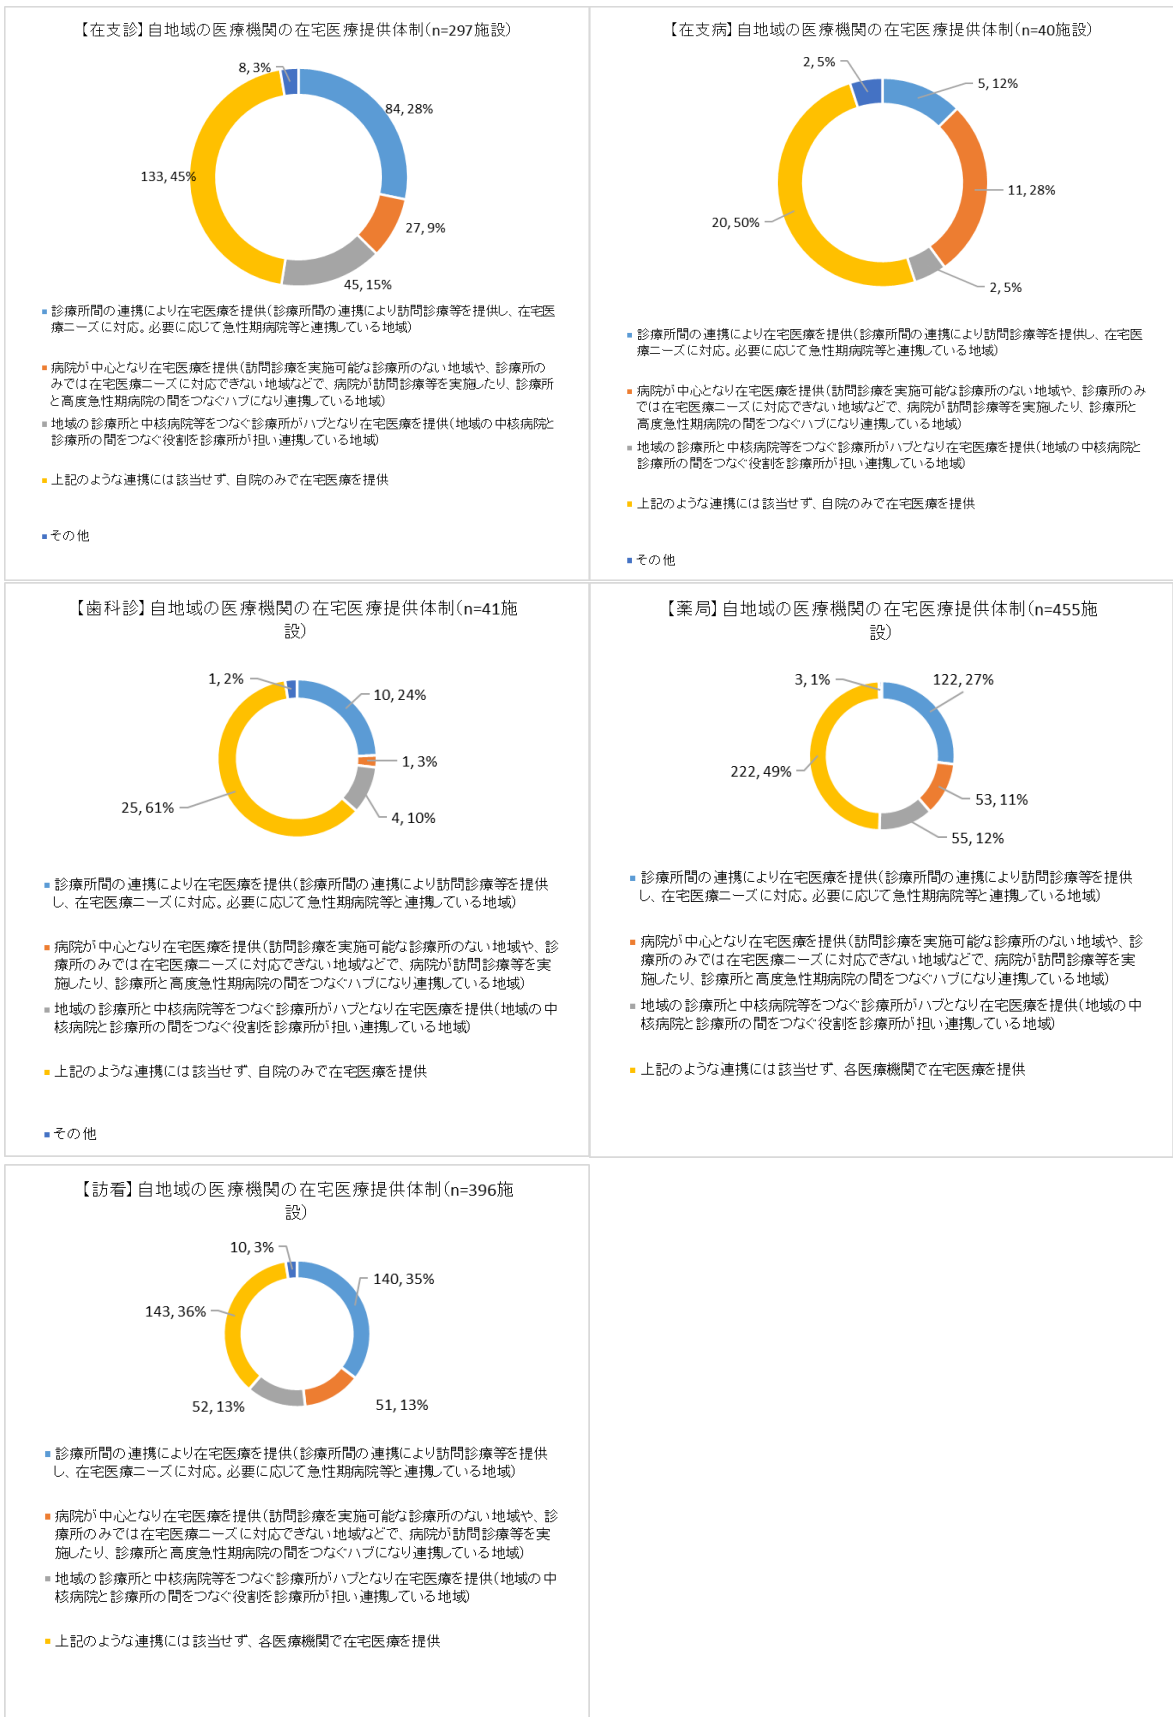 【在支診】自地域の医療機関の在宅医療提供体制(n=297施設)
8, 3%
84, 28%
133, 45%
27, 9%
45, 15%
診療所間の連携により在宅医療を提供(診療所間の連携により訪問診療等を提供し、在宅医
療ニーズに対応。必要に応じて急性期病院等と連携している地域)
病院が中心となり在宅医療を提供(訪問診療を実施可能な診療所のない地域や、診療所の
みでは在宅医療ニーズに対応できない地域などで、病院が訪問診療等を実施したり、診療所
と高度急性期病院の間をつなぐハブになり連携している地域)
地域の診療所と中核病院等をつなぐ診療所がハブとなり在宅医療を提供(地域の中核病院と
診療所の間をつなぐ役割を診療所が担い連携している地域)
上記のような連携には該当せず、自院のみで在宅医療を提供
その他
【在支病】自地域の医療機関の在宅医療提供体制(n=40施設)
2, 5%
5, 12%
11, 28%
20, 50%
2, 5%
診療所間の連携により在宅医療を提供(診療所間の連携により訪問診療等を提供し、在宅医
療ニーズに対応。必要に応じて急性期病院等と連携している地域)
病院が中心となり在宅医療を提供(訪問診療を実施可能な診療所のない地域や、診療所のみ
では在宅医療ニーズに対応できない地域などで、病院が訪問診療等を実施したり、診療所と
高度急性期病院の間をつなぐハブになり連携している地域)
地域の診療所と中核病院等をつなぐ診療所がハブとなり在宅医療を提供(地域の中核病院と
診療所の間をつなぐ役割を診療所が担い連携している地域)
上記のような連携には該当せず、自院のみで在宅医療を提供
その他
【歯科診】自地域の医療機関の在宅医療提供体制(n=41施
設)
1, 2%
10, 24%
1, 3%
25, 61%
4, 10%
診療所間の連携により在宅医療を提供(診療所間の連携により訪問診療等を提供
し、在宅医療ニーズに対応。必要に応じて急性期病院等と連携している地域)
病院が中心となり在宅医療を提供(訪問診療を実施可能な診療所のない地域や、診
療所のみでは在宅医療ニーズに対応できない地域などで、病院が訪問診療等を実
施したり、診療所と高度急性期病院の間をつなぐハブになり連携している地域)
地域の診療所と中核病院等をつなぐ診療所がハブとなり在宅医療を提供(地域の中
核病院と診療所の間をつなぐ役割を診療所が担い連携している地域)
上記のような連携には該当せず、自院のみで在宅医療を提供
その他
【薬局】自地域の医療機関の在宅医療提供体制(n=455施
設)
3, 1%
122, 27%
222, 49%
53, 11%
55, 12%
診療所間の連携により在宅医療を提供(診療所間の連携により訪問診療等を提供
し、在宅医療ニーズに対応。必要に応じて急性期病院等と連携している地域)
病院が中心となり在宅医療を提供(訪問診療を実施可能な診療所のない地域や、診
療所のみでは在宅医療ニーズに対応できない地域などで、病院が訪問診療等を実
施したり、診療所と高度急性期病院の間をつなぐハブになり連携している地域)
地域の診療所と中核病院等をつなぐ診療所がハブとなり在宅医療を提供(地域の中
核病院と診療所の間をつなぐ役割を診療所が担い連携している地域)
上記のような連携には該当せず、各医療機関で在宅医療を提供
【訪看】自地域の医療機関の在宅医療提供体制(n=396施
設)
10, 3%
140, 35%
143, 36%
52, 13%
51, 13%
診療所間の連携により在宅医療を提供(診療所間の連携により訪問診療等を提供
し、在宅医療ニーズに対応。必要に応じて急性期病院等と連携している地域)
病院が中心となり在宅医療を提供(訪問診療を実施可能な診療所のない地域や、診
療所のみでは在宅医療ニーズに対応できない地域などで、病院が訪問診療等を実
施したり、診療所と高度急性期病院の間をつなぐハブになり連携している地域)
地域の診療所と中核病院等をつなぐ診療所がハブとなり在宅医療を提供(地域の中
核病院と診療所の間をつなぐ役割を診療所が担い連携している地域)
上記のような連携には該当せず、各医療機関で在宅医療を提供